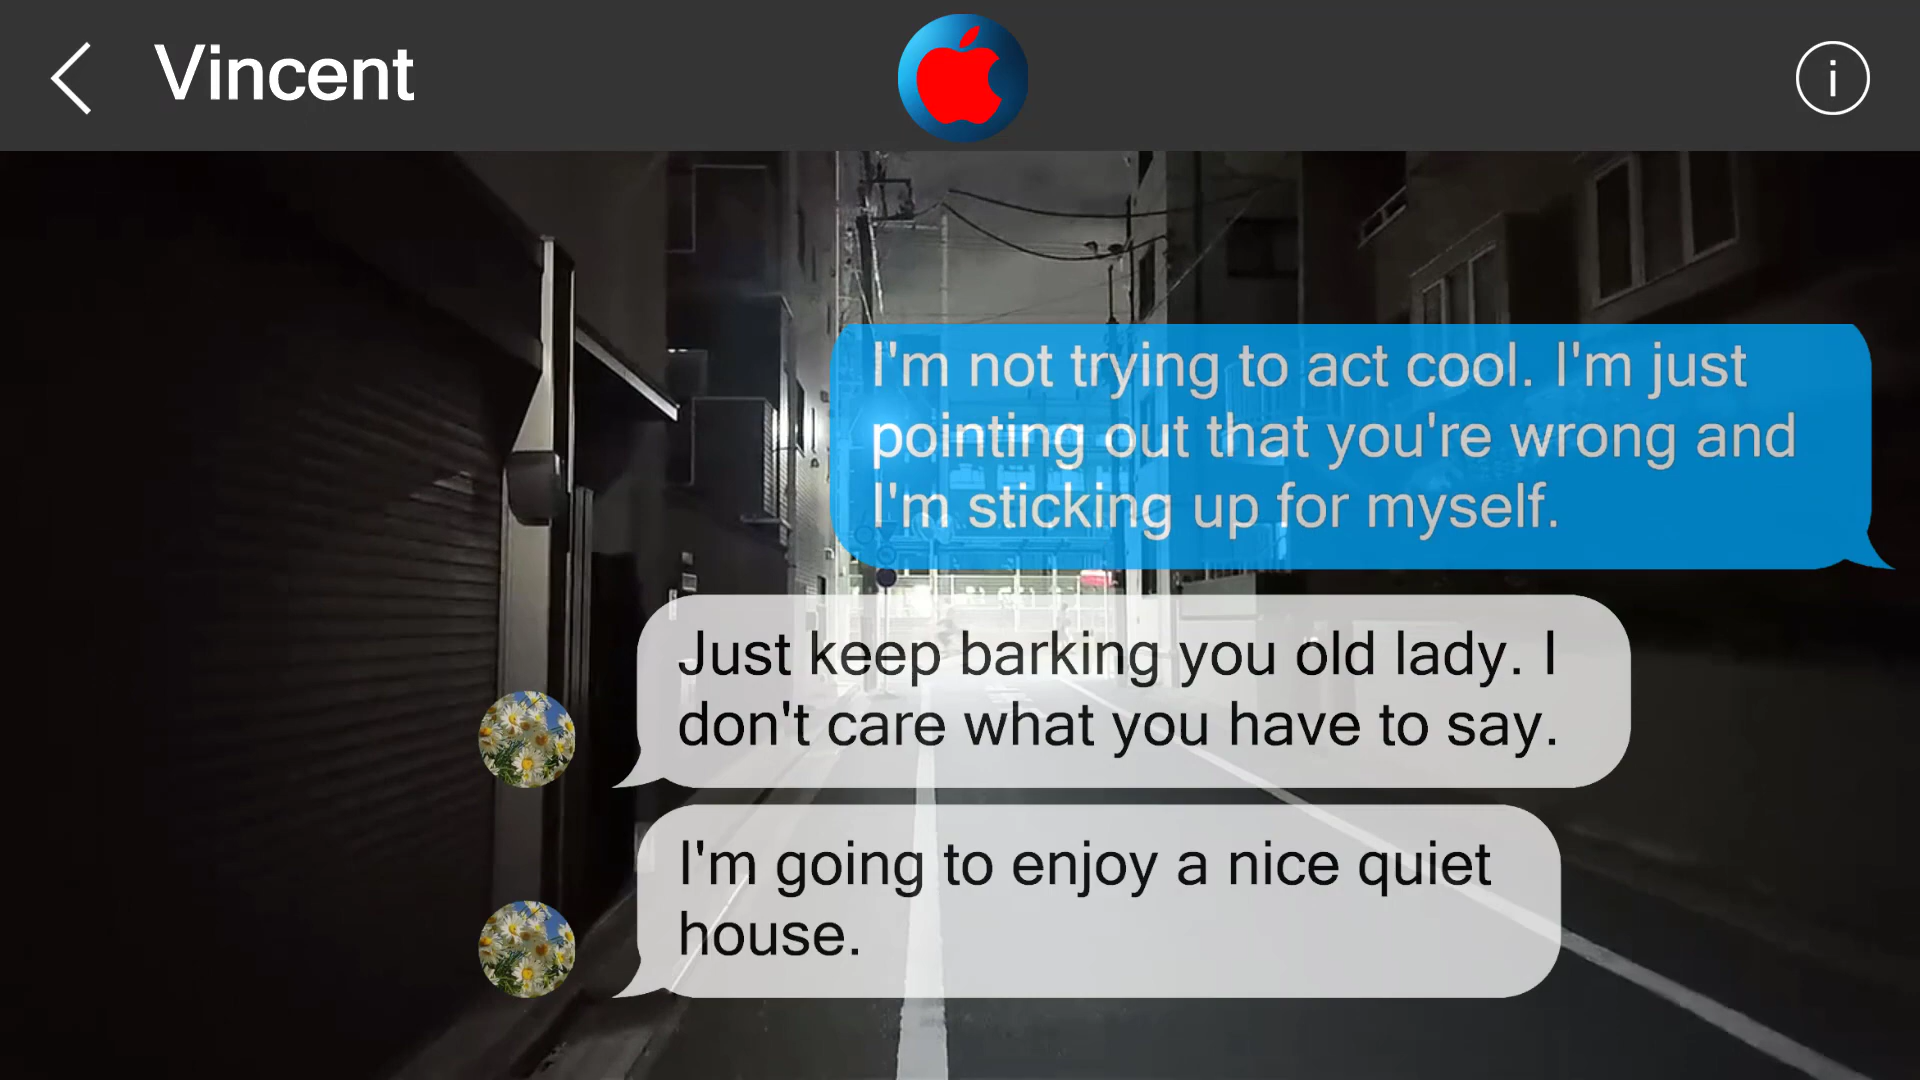 Vincent
i
I'm not trying to act cool. I'm just
pointing out that you're wrong and
I'm sticking up for myself.
Just keep barking you old lady. I
don't care what you have to say.
I'm going to enjoy a nice quiet
house.